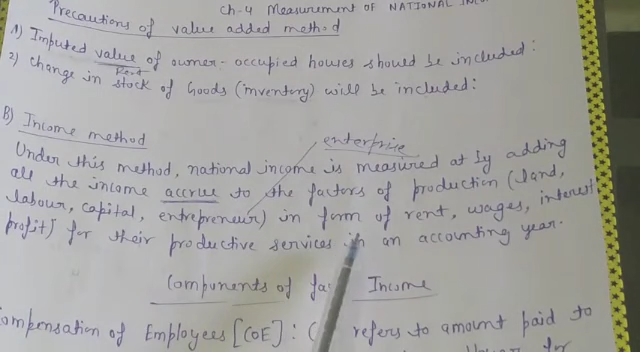 Ch-4 Measurement OF NATIONAL
Precautions of value added method
1) Imputed value of owner-occupied houses should be included:
Rent
2) Change in stock of Goods (inventory) will be included:
B) Income method
enterprise
Under this method, national income is measured at by adding
all the income accrue to the factors of production (land,
labour, capital, entrepreneur) in form of rent, wages, interest
profit] for their productive services in an accounting year.
Components of Income
Compensation of Employees [COE] : refers to amount paid to
for